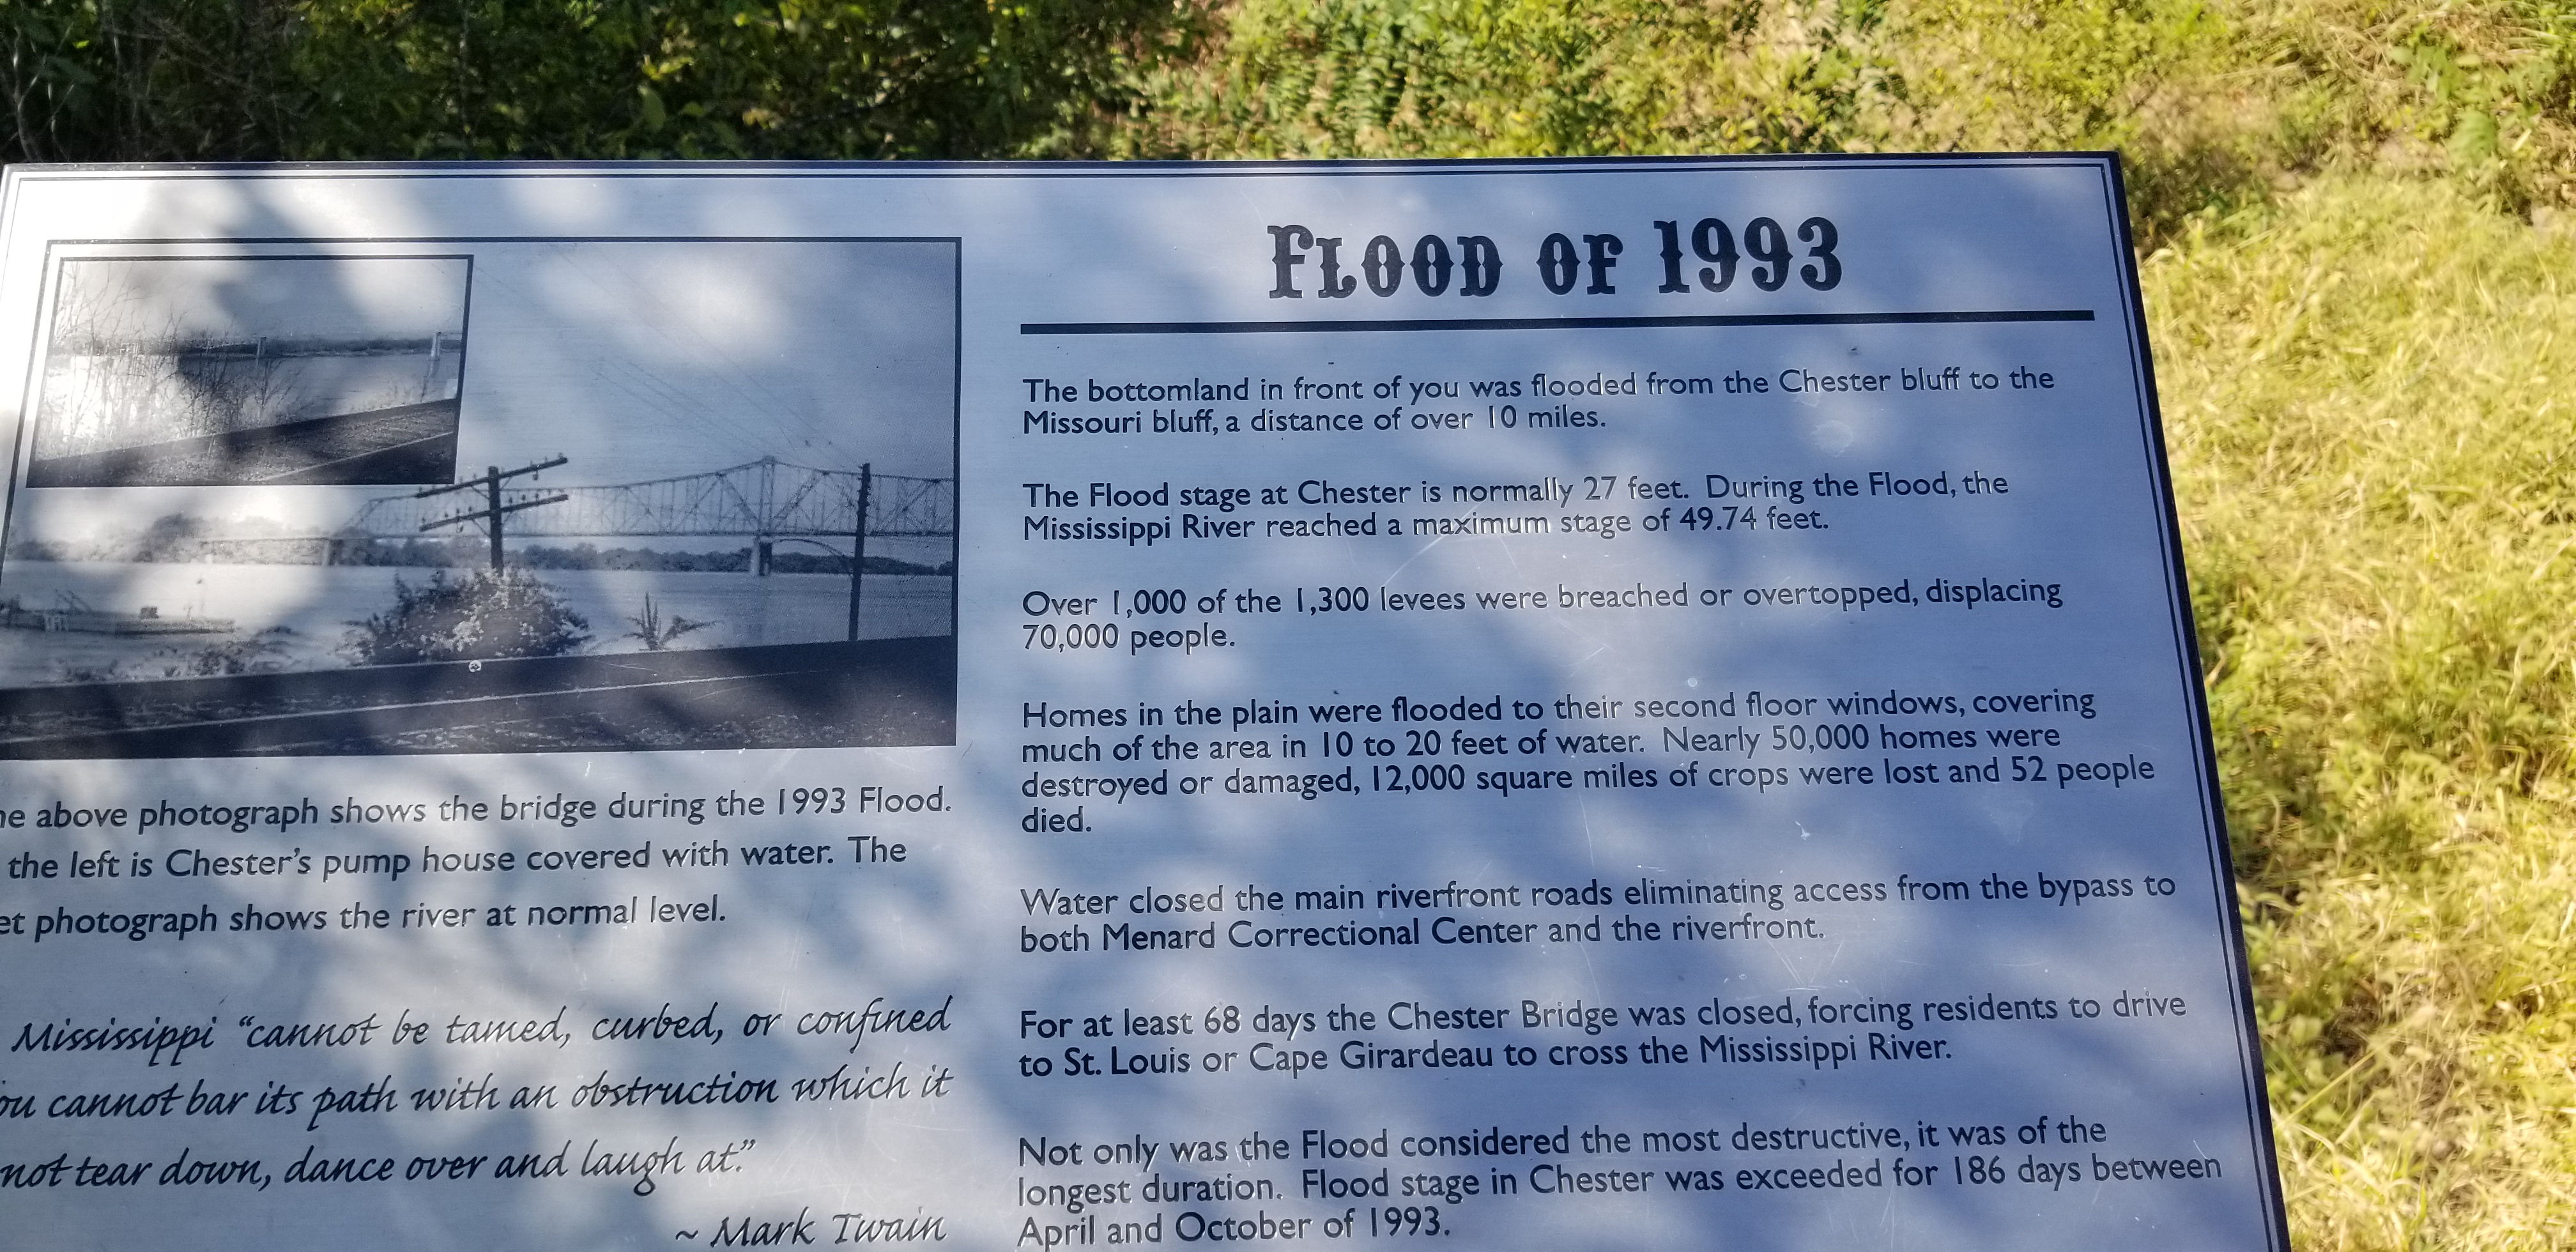 FLOOD OF 1993
The bottomland in front of you was flooded from the Chester bluff to the
Missouri bluff, a distance of over 10 miles.
The Flood stage at Chester is normally 27 feet. During the Flood, the
Mississippi River reached a maximum stage of 49.74 feet.
Over 1,000 of the 1,300 levees were breached or overtopped, displacing
70,000 people.
Homes in the plain were flooded to their second floor windows, covering
much of the area in 10 to 20 feet of water. Nearly 50,000 homes were
destroyed or damaged, 12,000 square miles of crops were lost and 52 people
died.
Water closed the main riverfront roads eliminating access from the bypass to
both Menard Correctional Center and the riverfront.
For at least 68 days the Chester Bridge was closed, forcing residents to drive
to St. Louis or Cape Girardeau to cross the Mississippi River.
Not only was the Flood considered the most destructive, it was of the
longest duration. Flood stage in Chester was exceeded for 186 days between
April and October of 1993.
above photograph shows the bridge during the 1993 Flood.
the left is Chester's pump house covered with water. The
photograph shows the river at normal level.
Mississippi "cannot be tamed, curbed, or confined
cannot bar its path with an obstruction which it
not tear down, dance over and laugh at."
~ Mark Twain